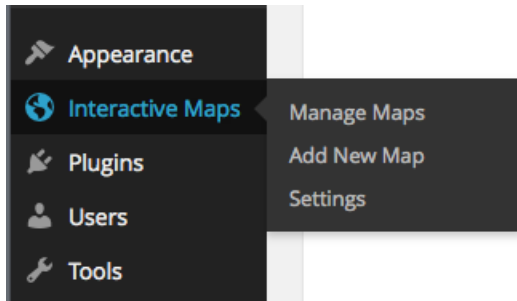 Appearance
Interactive Maps
Manage Maps
Add New Map
Settings
Plugins
Users
Tools